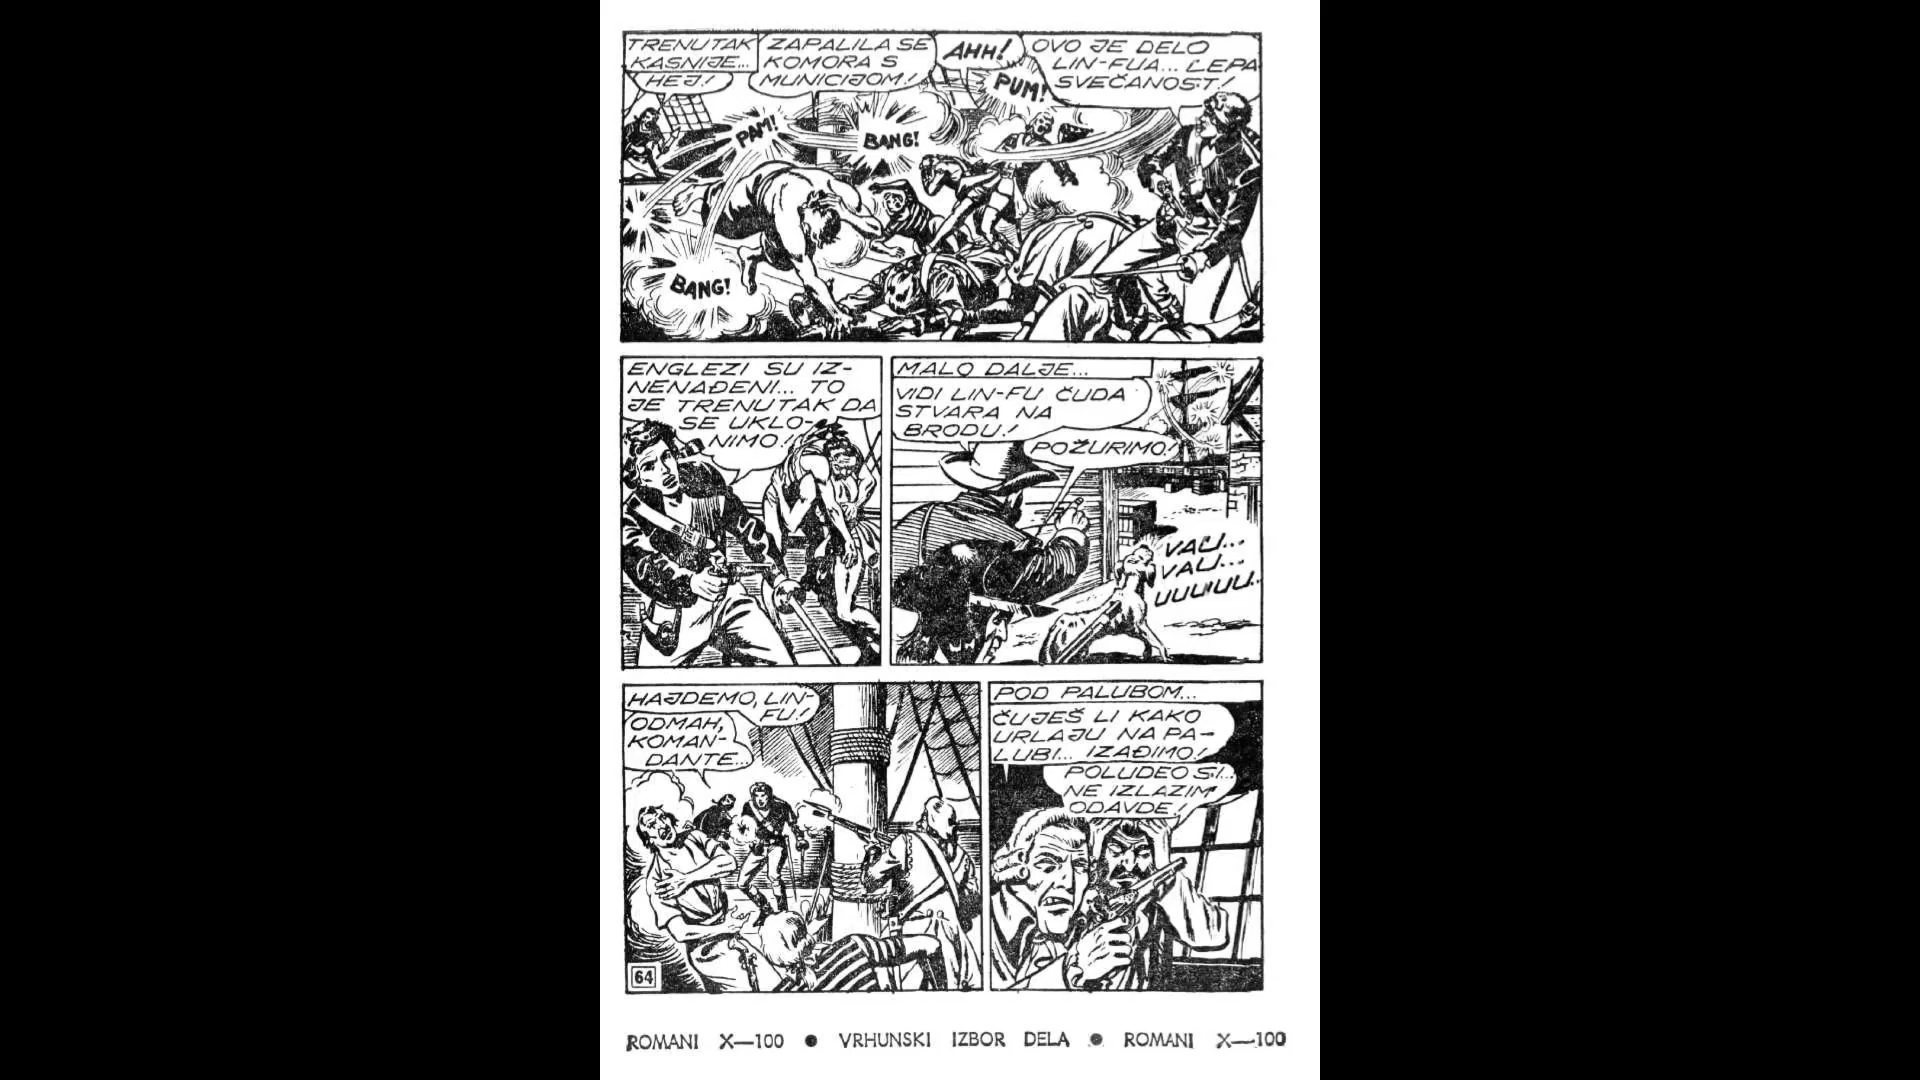 TRENUTAK
KASNIJE...
HEJ!
ZAPALILA SE
KOMORA S
MUNICIJOM!
AHH!
PUM!
OVO JE DELO
LIN-FUA... LEPA
SVEČANOST!
PAM!
BANG!
BANG!
ENGLEZI SU IZ-
NENAĐENI... TO
JE TRENUTAK DA
SE UKLO-
NIMO!
MALO DALJE...
VIDI LIN-FU ČUDA
STVARA NA
BRODU!
POŽURIMO!
VAU...
VAU...
UUUUUU..
HAJDEMO, LIN-
FU!
ODMAH,
KOMAN-
DANTE...
64
POD PALUBOM...
ČUJEŠ LI KAKO
URLAJU NA PA-
LUBI... IZAĐIMO!
POLUDEO SI...
NE IZLAZIM
ODAVDE!
ROMANI X—100 ● VRHUNSKI IZBOR DELA ● ROMANI X—100